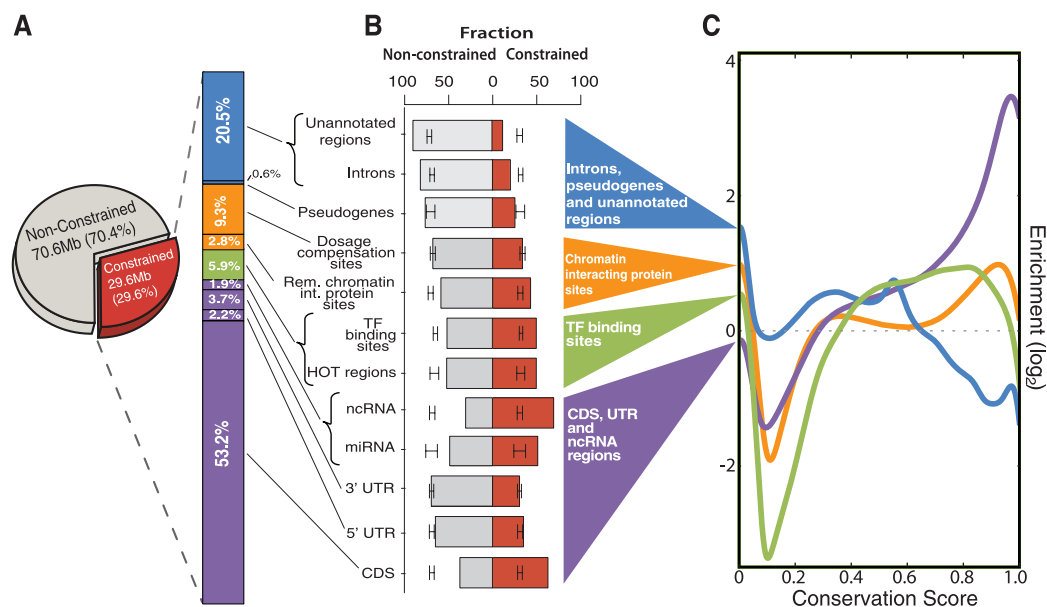 A
Non-Constrained
70.6Mb (70.4%)
Constrained
29.6Mb
(29.6%)
20.5%
0.6%
9.3%
2.8%
5.9%
1.9%
3.7%
2.2%
53.2%
B
Fraction
Non-constrained Constrained
100 50 0 50 100
Unannotated
regions
Introns
Pseudogenes
Dosage
compensation
sites
Rem. chromatin
int. protein
sites
TF
binding
sites
HOT regions
ncRNA
miRNA
3' UTR
5' UTR
CDS
Introns,
pseudogenes
and unannotated
regions
Chromatin
interacting protein
sites
TF binding
sites
CDS, UTR
and
ncRNA
regions
C
4
2
0
-2
0 0.2 0.4 0.6 0.8 1.0
Conservation Score
Enrichment (log2)